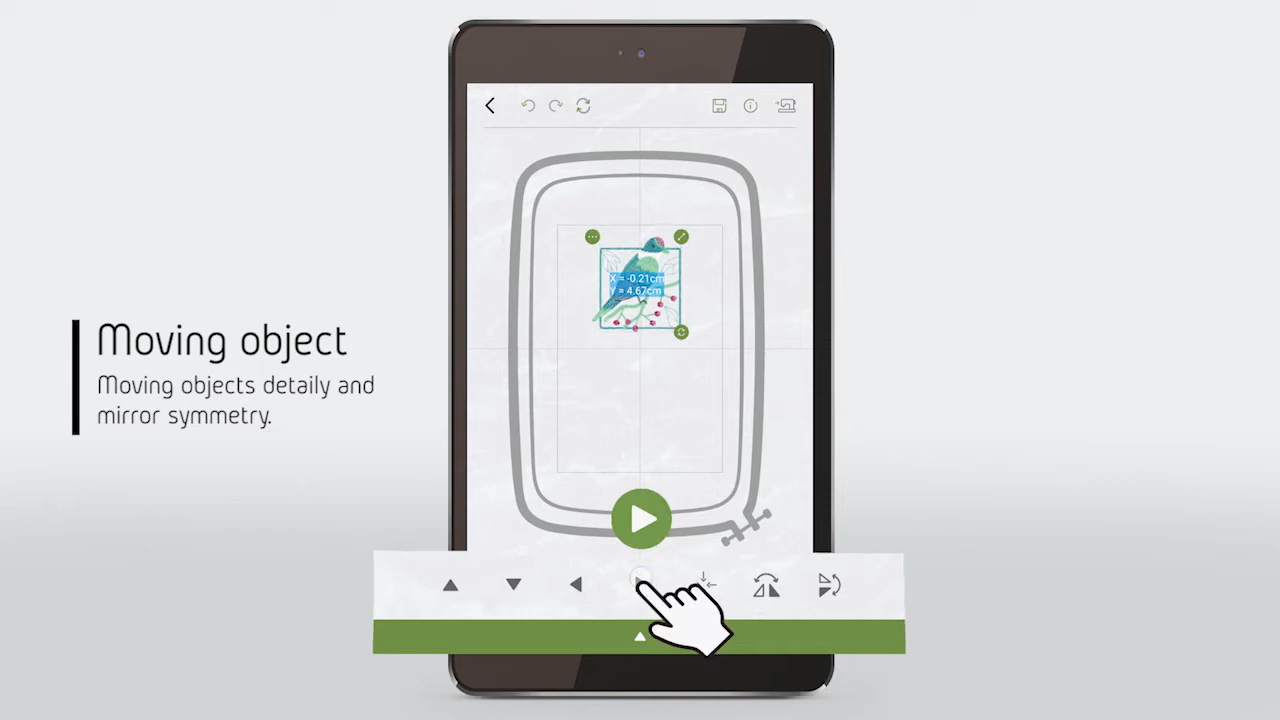 X = -0.21cm
Y = 4.67cm
Moving object
Moving objects detaily and
mirror symmetry.